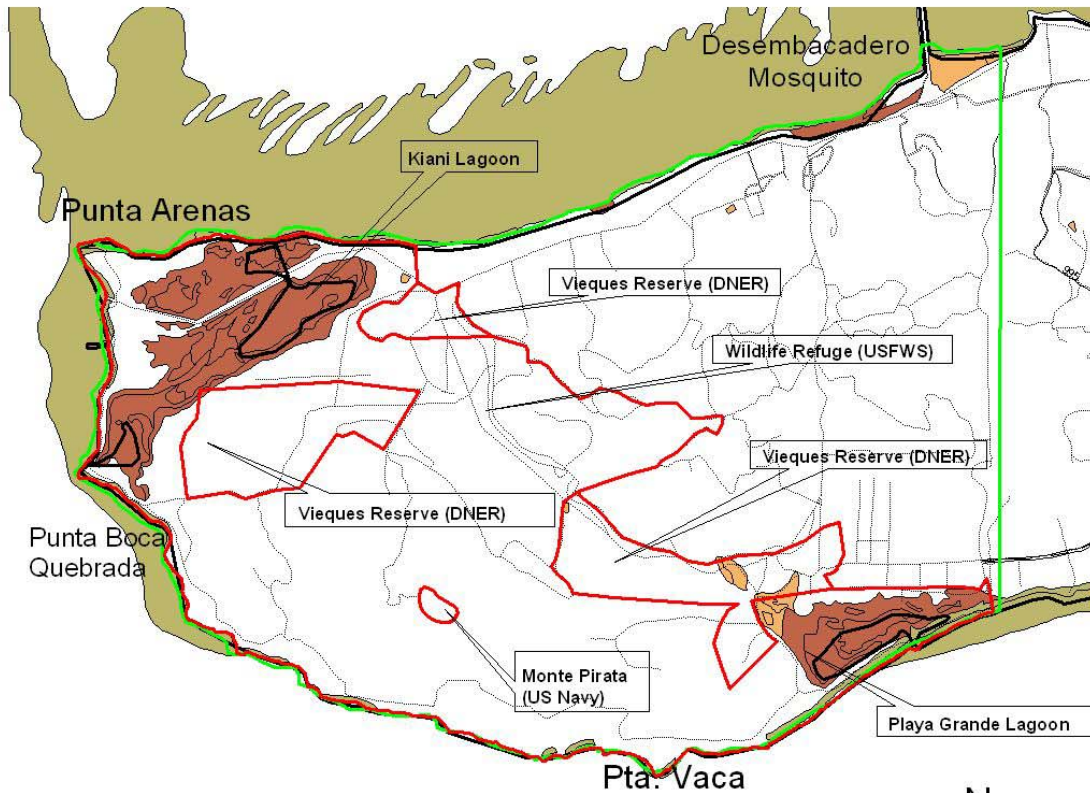 Desembacadero
Mosquito
Kiani Lagoon
Punta Arenas
Vieques Reserve (DNER)
Wildlife Refuge (USFWS)
Vieques Reserve (DNER)
Vieques Reserve (DNER)
Punta Boca
Quebrada
Monte Pirata
(US Navy)
Playa Grande Lagoon
Pta. Vaca